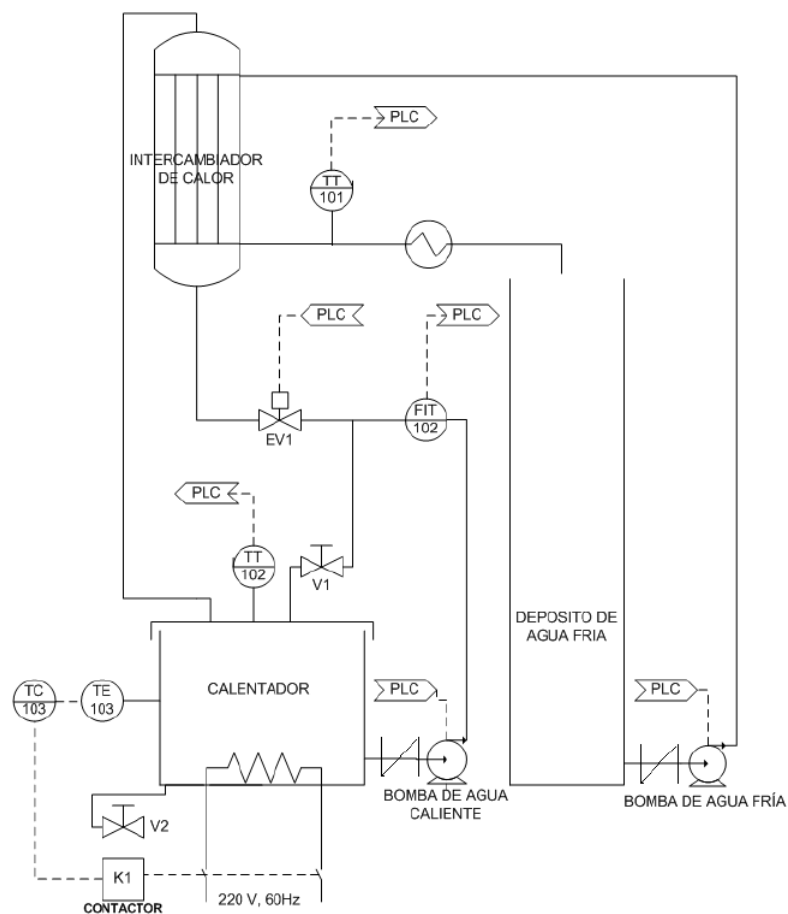 PLC
INTERCAMBIADOR
DE CALOR
TT
101
PLC
PLC
FIT
102
EV1
PLC
TT
102
V1
DEPOSITO DE
AGUA FRIA
CALENTADOR
TC
103
TE
103
PLC
PLC
BOMBA DE AGUA
CALIENTE
BOMBA DE AGUA FRÍA
V2
K1
CONTACTOR
220 V, 60Hz